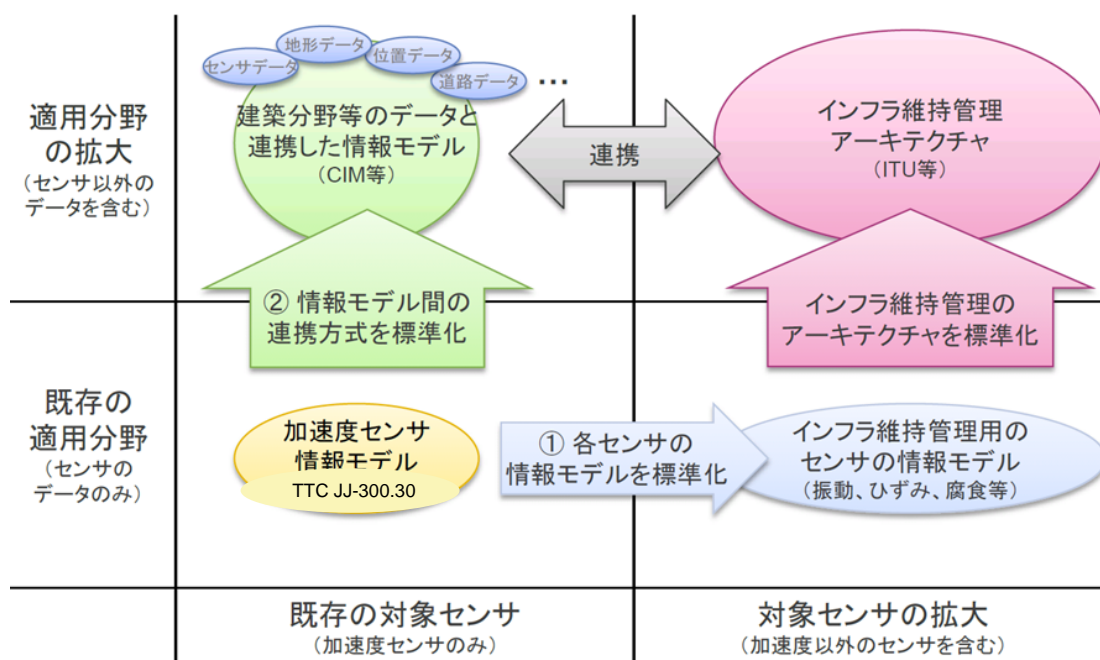 地形データ
センサデータ
位置データ
道路データ
…
適用分野
の拡大
(センサ以外の
データを含む)
建築分野等のデータと
連携した情報モデル
(CIM等)
連携
インフラ維持管理
アーキテクチャ
(ITU等)
② 情報モデル間の
連携方式を標準化
インフラ維持管理の
アーキテクチャを標準化
既存の
適用分野
(センサの
データのみ)
加速度センサ
情報モデル
TTC JJ-300.30
① 各センサの
情報モデルを標準化
インフラ維持管理用の
センサの情報モデル
(振動、ひずみ、腐食等)
既存の対象センサ
(加速度センサのみ)
対象センサの拡大
(加速度以外のセンサを含む)